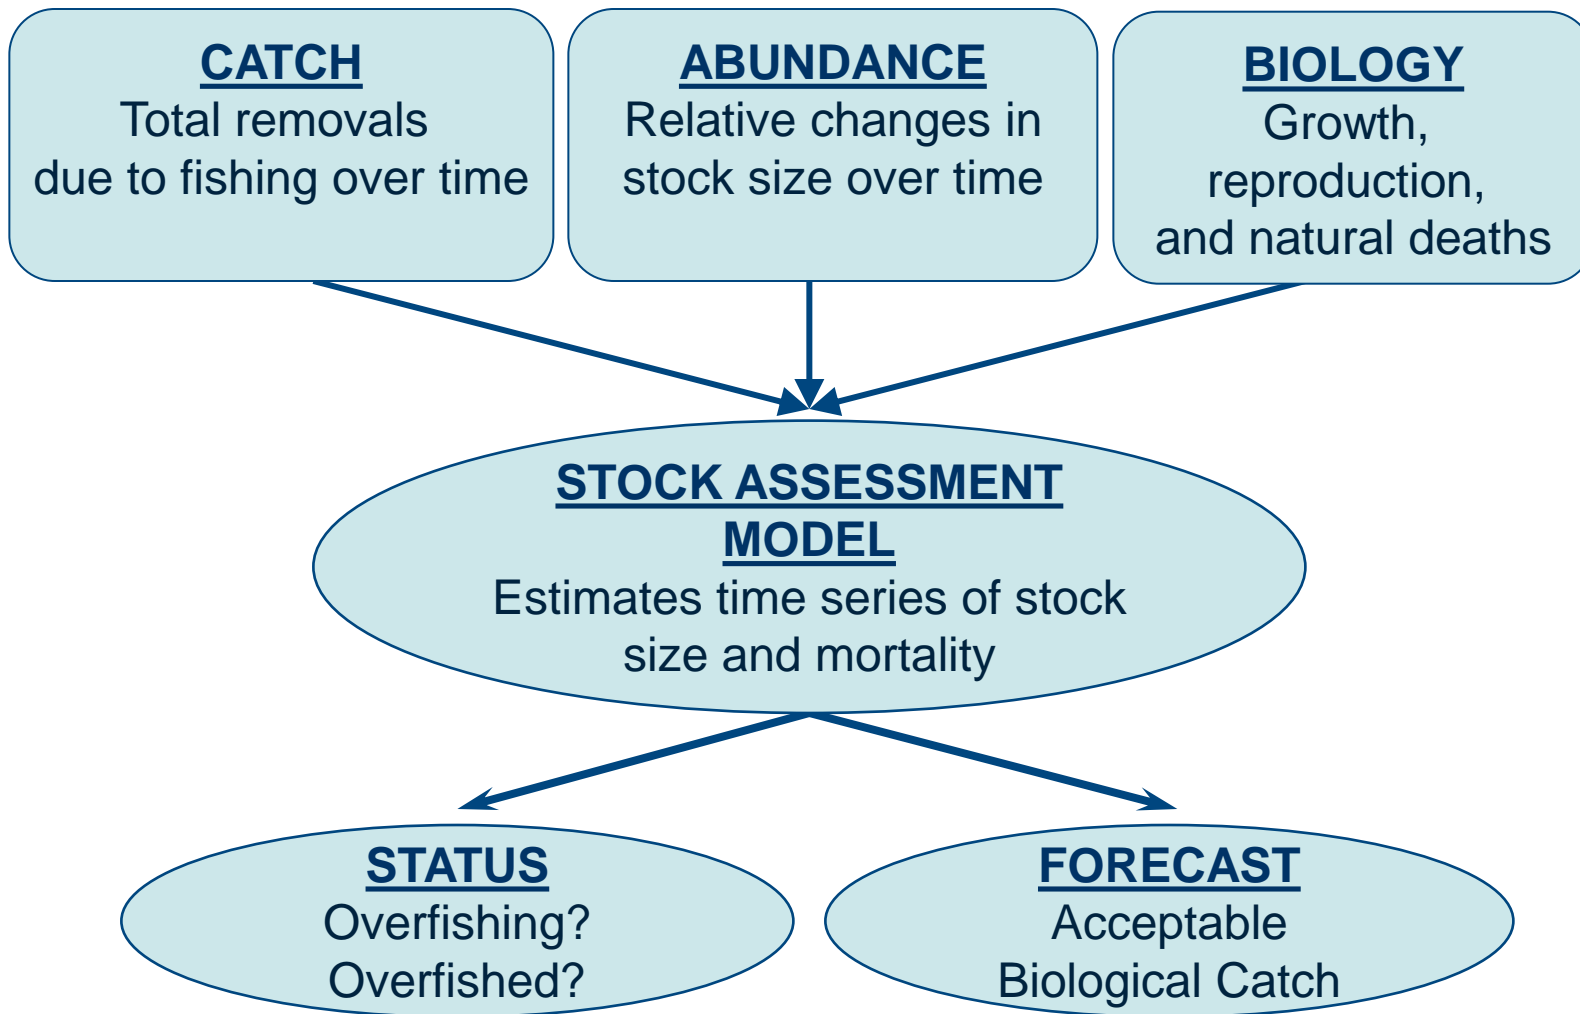 CATCH
Total removals
due to fishing over time
ABUNDANCE
Relative changes in
stock size over time
BIOLOGY
Growth,
reproduction,
and natural deaths
STOCK ASSESSMENT
MODEL
Estimates time series of stock
size and mortality
STATUS
Overfishing?
Overfished?
FORECAST
Acceptable
Biological Catch